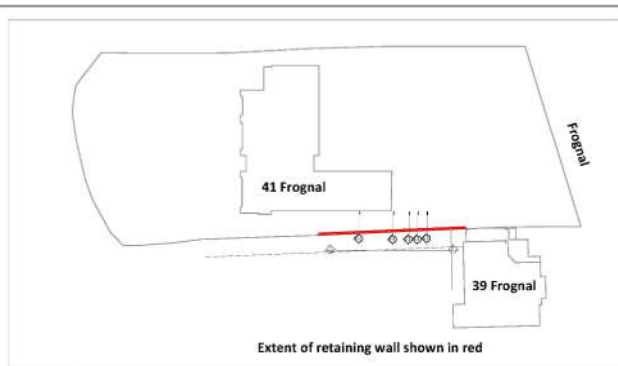 Frognal
41 Frognal
39 Frognal
Extent of retaining wall shown in red